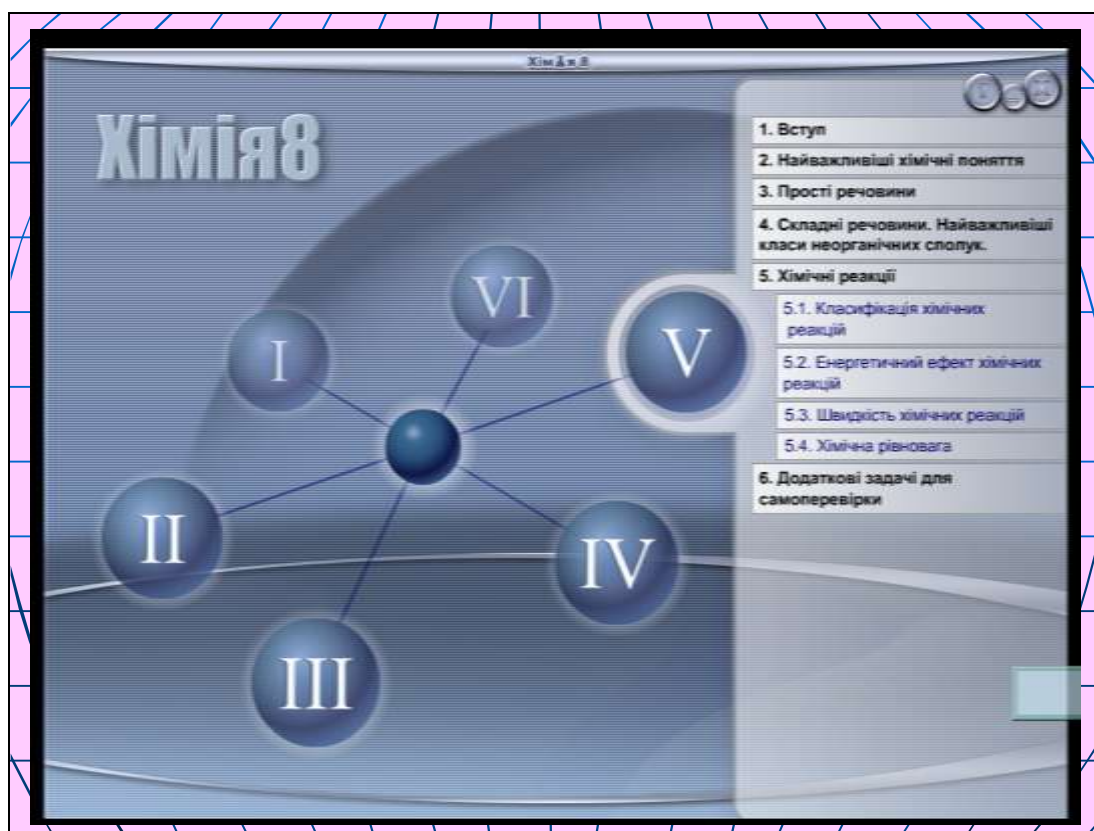 Хімія 8
Хімія8
I
VI
V
II
IV
III
1. Вступ
2. Найважливіші хімічні поняття
3. Прості речовини
4. Складні речовини. Найважливіші
класи неорганічних сполук.
5. Хімічні реакції
5.1. Класифікація хімічних
реакцій
5.2. Енергетичний ефект хімічних
реакцій
5.3. Швидкість хімічних реакцій
5.4. Хімічна рівновага
6. Додаткові задачі для
самоперевірки